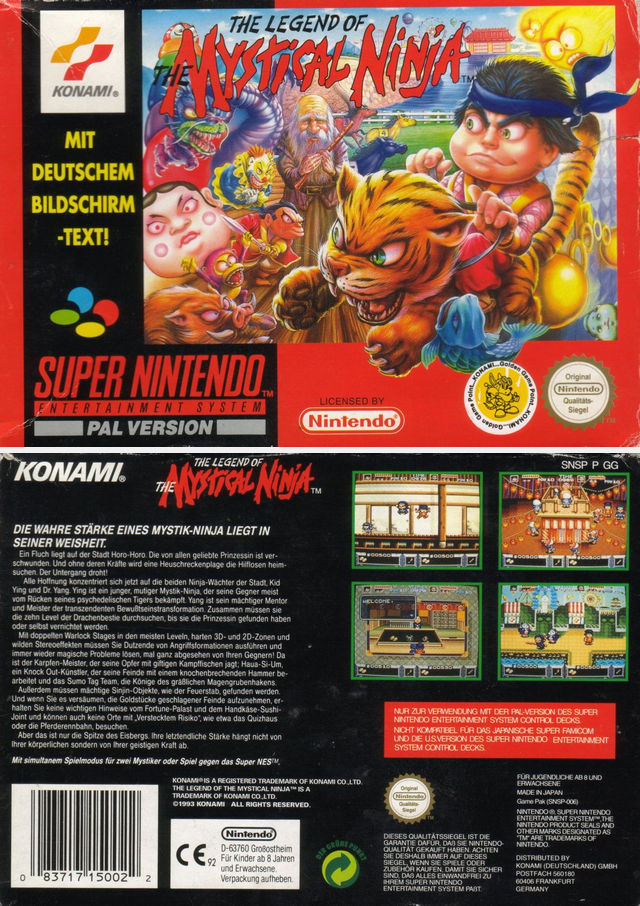 KONAMI®
THE LEGEND OF
THE MYSTICAL NINJA™
MIT
DEUTSCHEM
BILDSCHIRM
-TEXT!
SUPER NINTENDO™
ENTERTAINMENT SYSTEM
PAL VERSION
LICENSED BY
Nintendo®
KONAMI...Golden Game Point...KONAMI...Golden Game Point...
Original
Nintendo
Qualitäts-
Siegel
TM
KONAMI®
THE LEGEND OF
THE MYSTICAL NINJA™
SNSP P GG
DIE WAHRE STÄRKE EINES MYSTIK-NINJA LIEGT IN
SEINER WEISHEIT.
Ein Fluch liegt auf der Stadt Horo-Horo. Die von allen geliebte Prinzessin ist ver-
schwunden. Und ohne deren Kräfte wird eine Heuschreckenplage die Hilflosen heim-
suchen. Der Untergang droht!
Alle Hoffnung konzentriert sich jetzt auf die beiden Ninja-Wächter der Stadt, Kid
Ying und Dr. Yang. Ying ist ein junger, mutiger Mystik-Ninja, der seine Gegner meist
vom Rücken seines psychedelischen Tigers bekämpft. Yang ist sein mächtiger Mentor
und Meister der transzendenten Bewußtseinstransformation. Zusammen müssen sie
die zehn Level der Drachenbestie durchsuchen, bis sie die Prinzessin gefunden haben
oder selbst vernichtet werden.
Mit doppelten Warlock Stages in den meisten Leveln, harten 3D- und 2D-Zonen und
wilden Stereoeffekten müssen Sie Dutzende von Angriffsformationen ausführen und
immer wieder magische Probleme lösen, mal ganz abgesehen von Ihren Gegnern! Da
ist der Karpfen-Meister, der seine Opfer mit giftigen Kampffischen jagt; Haua-Si-Um,
ein Knock Out-Künstler, der seine Feinde mit einem knochenbrechenden Hammer be-
arbeitet und das Sumo Tag Team, die Könige des gräßlichen Magengrubenhakens.
Außerdem müssen mächtige Sinjin-Objekte, wie der Feuerstab, gefunden werden.
Und wenn Sie es versäumen, die Goldstücke geschlagener Feinde aufzunehmen, er-
halten Sie keine wichtigen Hinweise vom Fortune-Palast und dem Handkäse-Sushi-
Joint und können auch keine Orte mit „Verstecktem Risiko”, wie etwa das Quizhaus
oder die Pferderennbahn, besuchen.
Aber das ist nur die Spitze des Eisbergs. Ihre letztendliche Stärke hängt nicht von
Ihrer körperlichen sondern von Ihrer geistigen Kraft ab.
Mit simultanem Spielmodus für zwei Mystiker oder Spiel gegen das Super NES™.
WELCOME.
NUR ZUR VERWENDUNG MIT DER PAL-VERSION DES SUPER
NINTENDO ENTERTAINMENT SYSTEM CONTROL DECKS.
NICHT KOMPATIBEL FÜR DAS JAPANISCHE SUPER FAMICOM
UND DIE U.S.VERSION DES SUPER NINTENDO ENTERTAINMENT
SYSTEM CONTROL DECKS.
KONAMI® IS A REGISTERED TRADEMARK OF KONAMI CO.,LTD.
THE LEGEND OF THE MYSTICAL NINJA™ IS A
TRADEMARK OF KONAMI CO., LTD.
©1993 KONAMI ALL RIGHTS RESERVED.
Original
Nintendo
Qualitäts-
Siegel
FÜR JUGENDLICHE AB 8 UND
ERWACHSENE
MADE IN JAPAN
Game Pak (SNSP-006)
NINTENDO®, SUPER NINTENDO
ENTERTAINMENT SYSTEM™, THE
NINTENDO PRODUCT SEALS AND
OTHER MARKS DESIGNATED AS
"TM" ARE TRADEMARKS OF
NINTENDO.
DISTRIBUTED BY
KONAMI (DEUTSCHLAND) GMBH
POSTFACH 560180
60406 FRANKFURT
GERMANY
DIESES QUALITÄTSSIEGEL IST DIE
GARANTIE DAFÜR, DAß SIE NINTENDO-
QUALITÄT GEKAUFT HABEN. ACHTEN
SIE DESHALB IMMER AUF DIESES
SIEGEL, WENN SIE SPIELE ODER
ZUBEHÖR KAUFEN, DAMIT SIE SICHER
SIND, DAß ALLES EINWANDFREI ZU
IHREM SUPER NINTENDO
ENTERTAINMENT SYSTEM PAßT.
Nintendo®
CE 92
D-63760 Großostheim
Für Kinder ab 8 Jahren
und Erwachsene.
Verpackung aufheben.
DER GRÜNE PUNKT
0 83717 15002 2